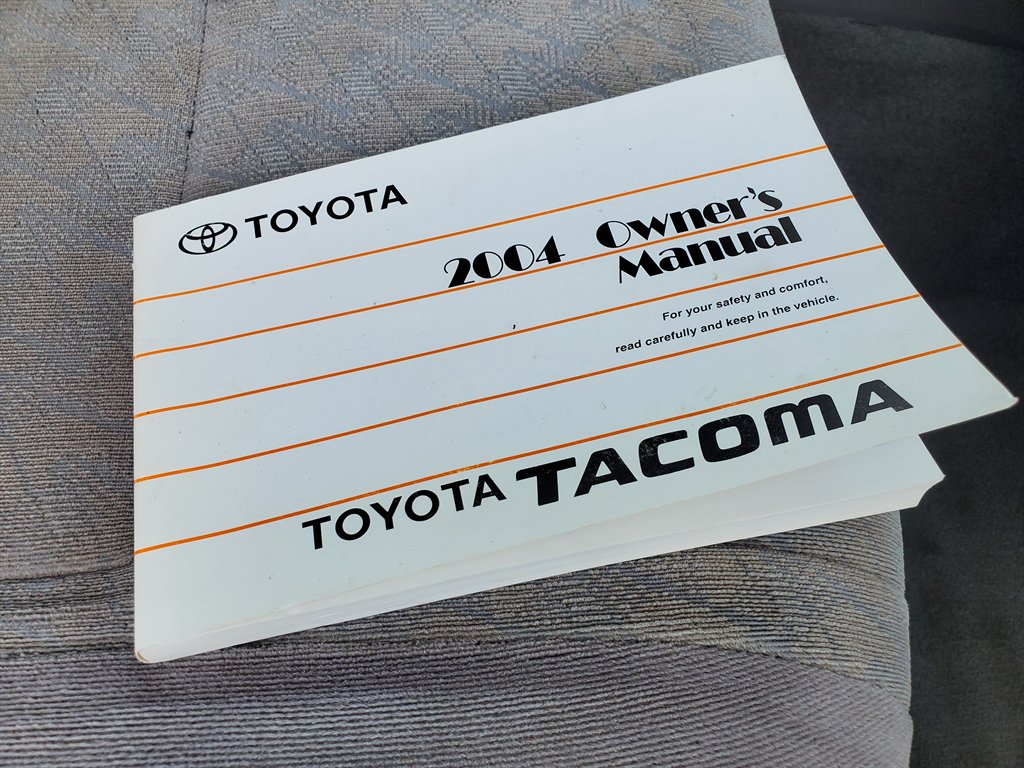 TOYOTA
2004 Owner's
Manual
For your safety and comfort,
read carefully and keep in the vehicle.
TOYOTA TACOMA